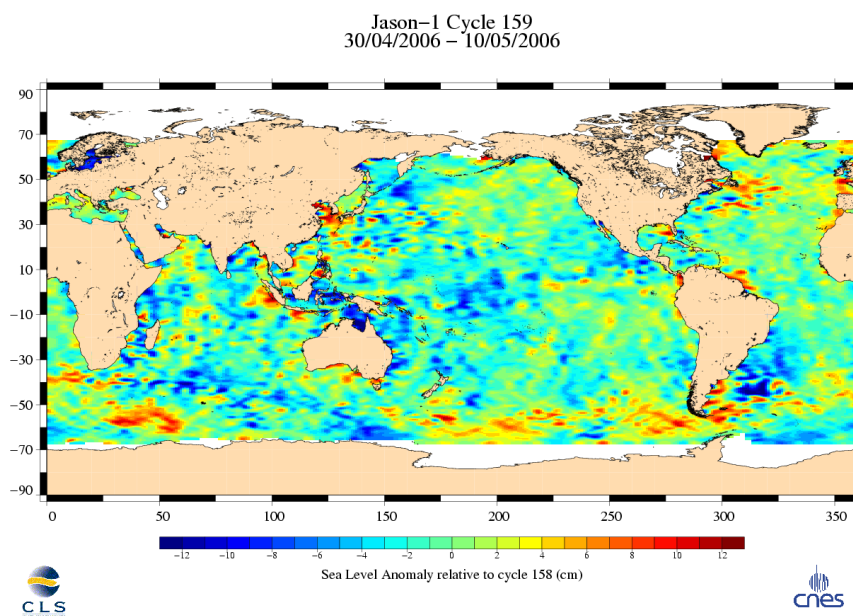 Jason−1 Cycle 159
30/04/2006 − 10/05/2006
90
70
50
30
10
−10
−30
−50
−70
−90
0 50 100 150 200 250 300 350
−12 −10 −8 −6 −4 −2 0 2 4 6 8 10 12
Sea Level Anomaly relative to cycle 158 (cm)
CLS
cnes